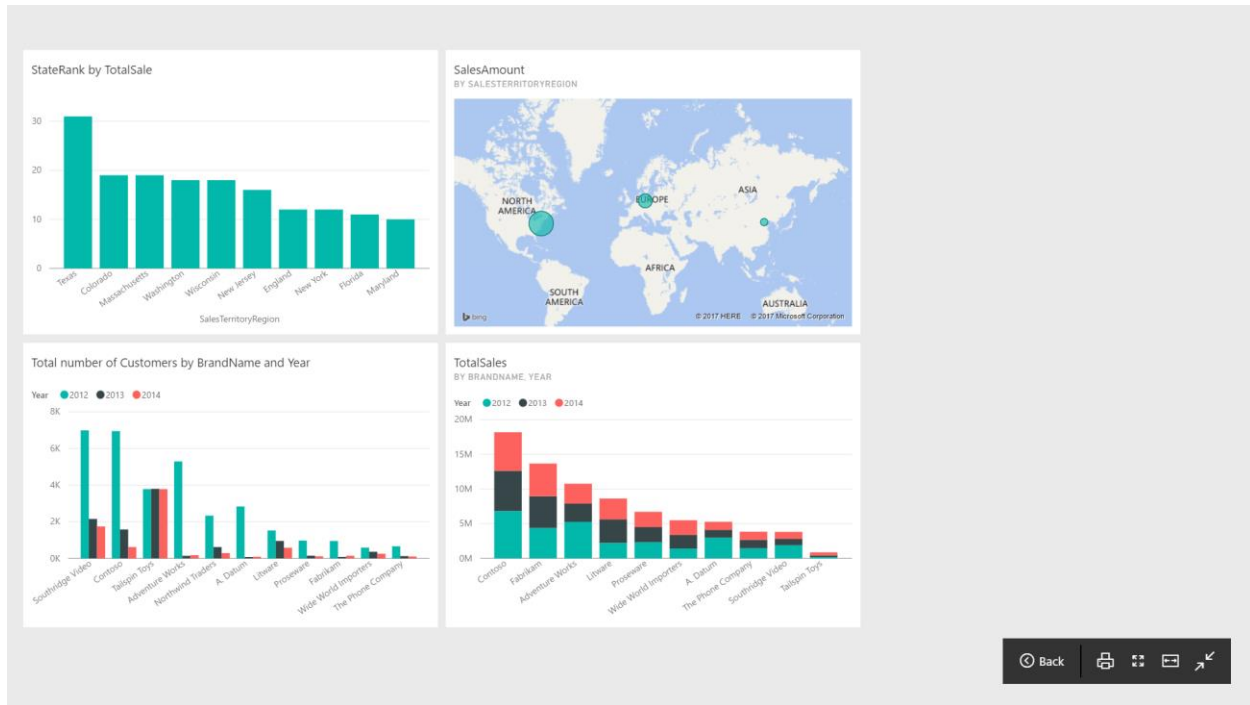 StateRank by TotalSale
30
20
10
0
Texas
Colorado
Massachusetts
Washington
Wisconsin
New Jersey
England
New York
Florida
Maryland
SalesTerritoryRegion
SalesAmount
BY SALESTERRITORYREGION
NORTH
AMERICA
EUROPE
ASIA
AFRICA
SOUTH
AMERICA
AUSTRALIA
bing
© 2017 HERE © 2017 Microsoft Corporation
Total number of Customers by BrandName and Year
Year 2012 2013 2014
8K
6K
4K
2K
0K
Southridge Video
Contoso
Tailspin Toys
Adventure Works
Northwind Traders
A. Datum
Litware
Proseware
Fabrikam
Wide World Importers
The Phone Company
TotalSales
BY BRANDNAME, YEAR
Year 2012 2013 2014
20M
15M
10M
5M
0M
Contoso
Fabrikam
Adventure Works
Litware
Proseware
Wide World Importers
A. Datum
The Phone Company
Southridge Video
Tailspin Toys
Back